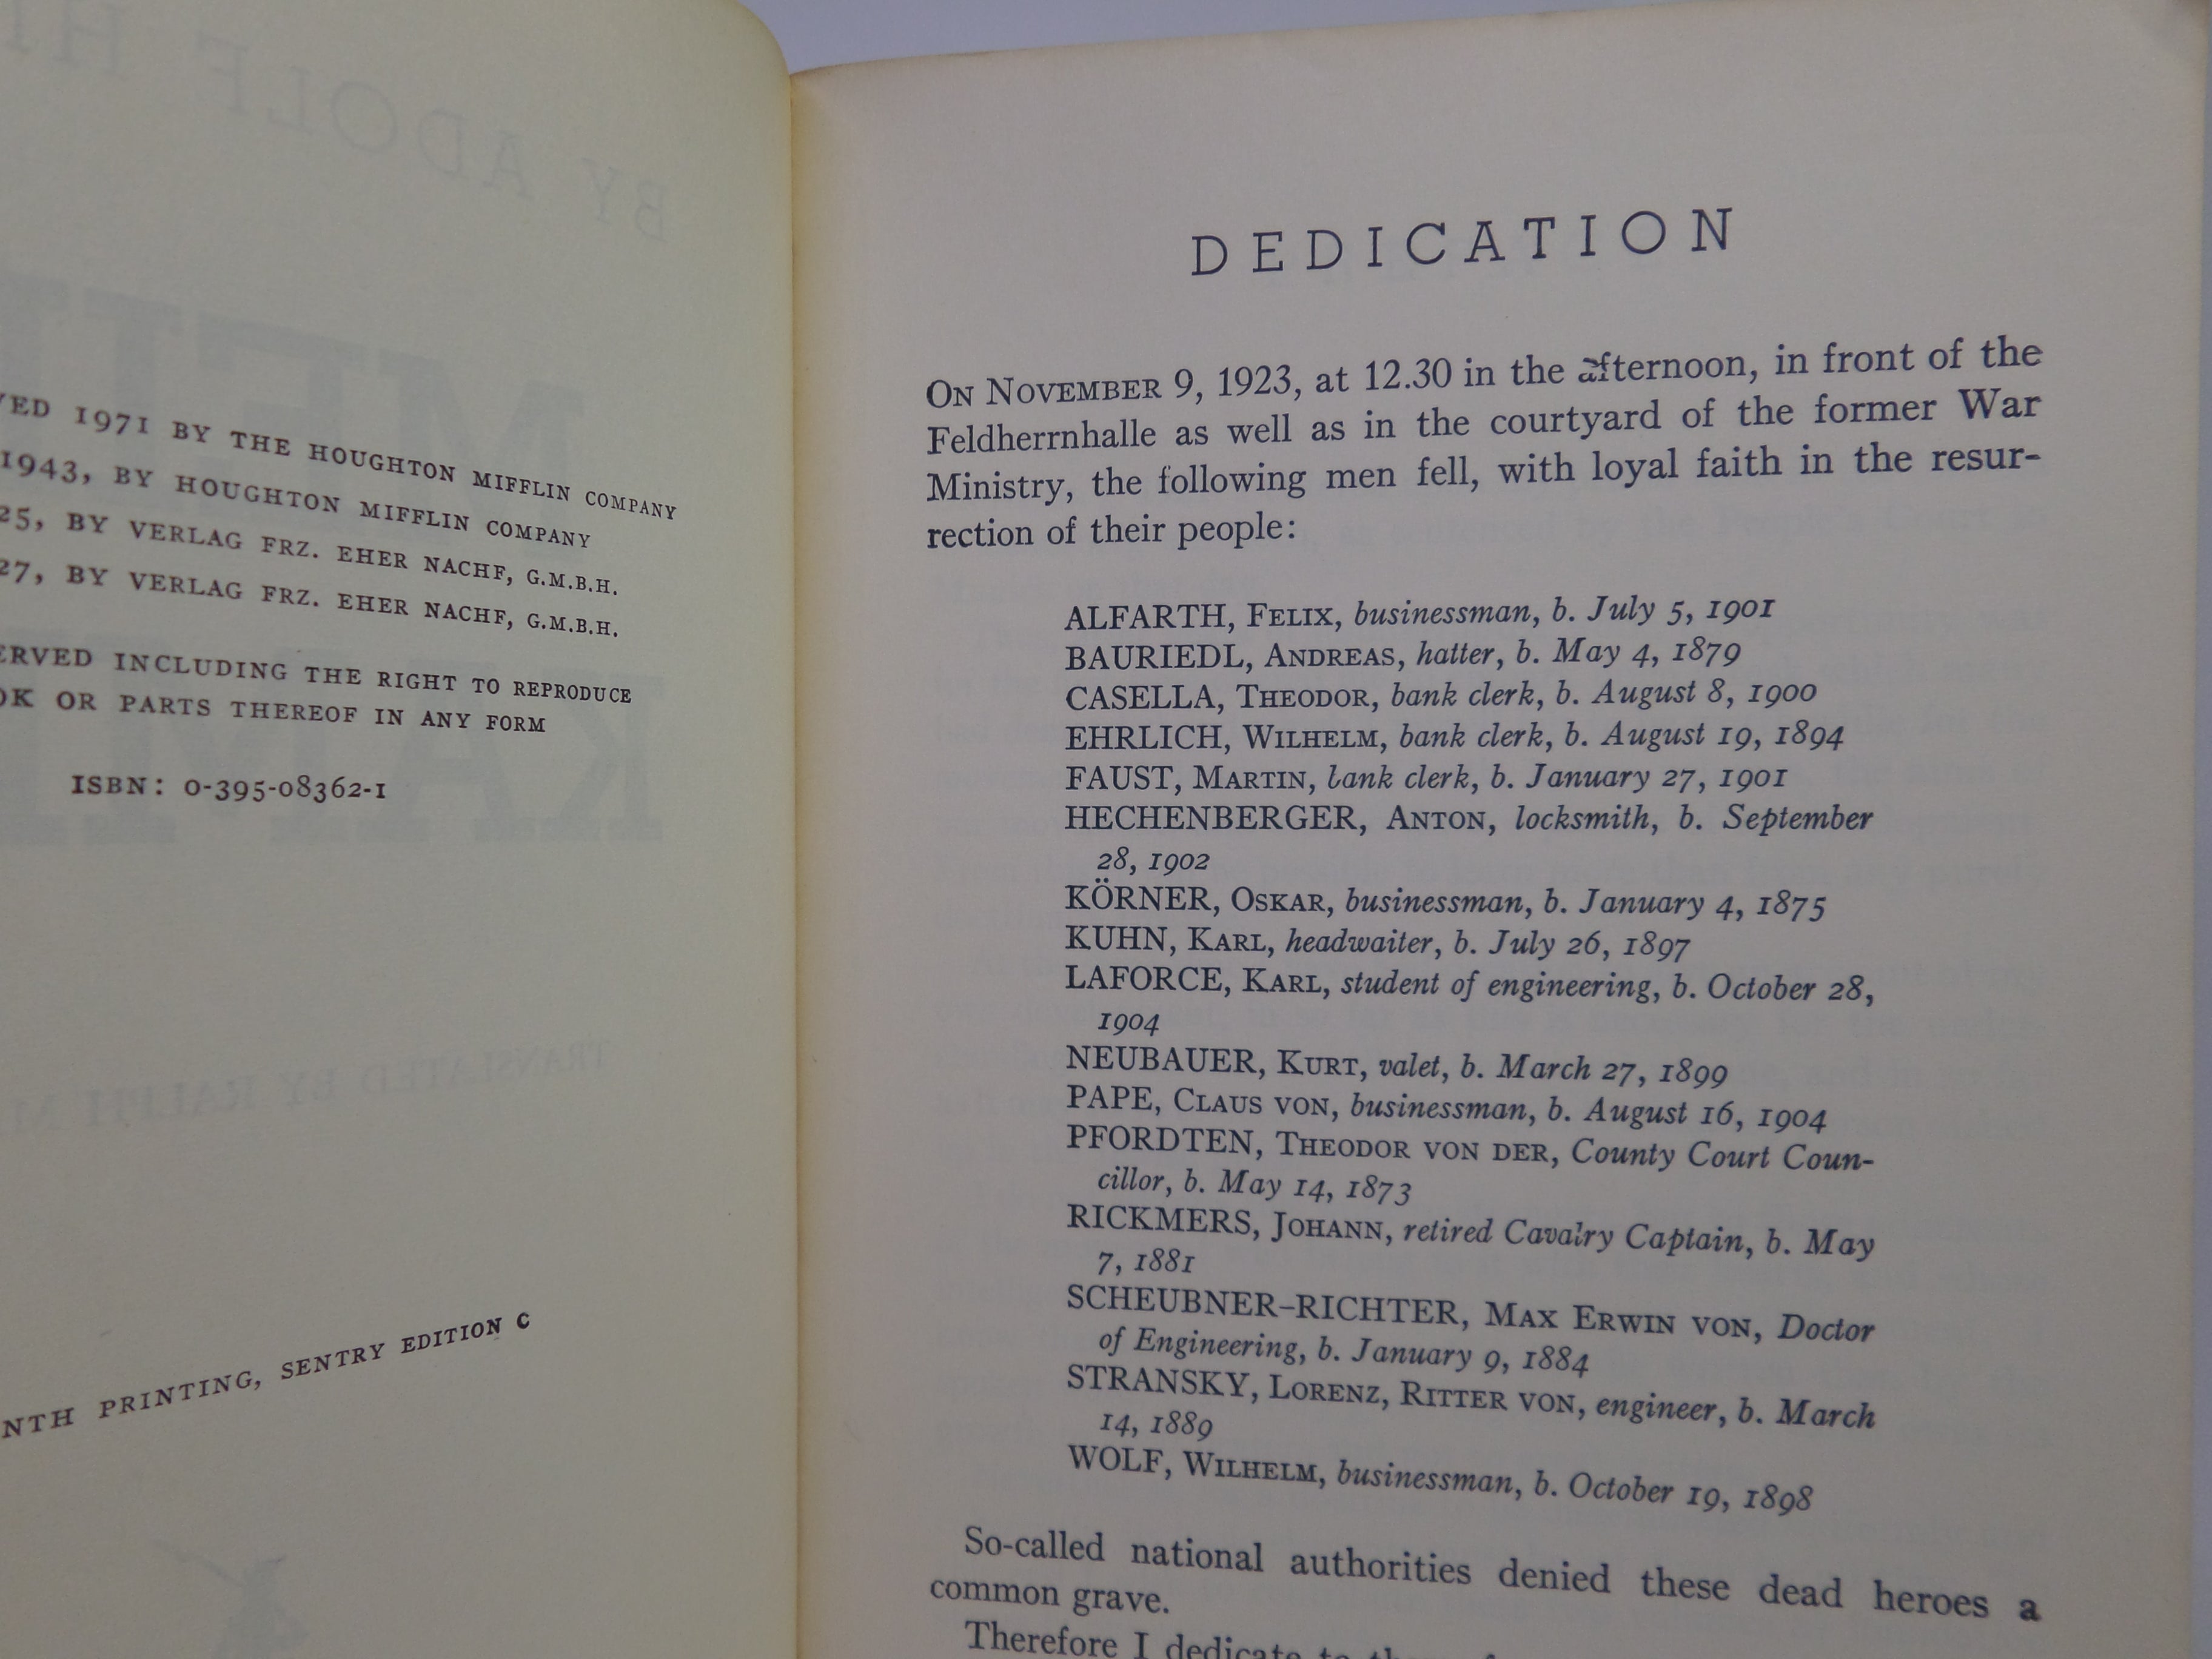 VED 1971 BY THE HOUGHTON MIFFLIN COMPANY
1943, BY HOUGHTON MIFFLIN COMPANY
25, BY VERLAG FRZ. EHER NACHF, G.M.B.H.
27, BY VERLAG FRZ. EHER NACHF, G.M.B.H.
ERVED INCLUDING THE RIGHT TO REPRODUCE
OK OR PARTS THEREOF IN ANY FORM
ISBN: 0-395-08362-1
NTH PRINTING, SENTRY EDITION C
DEDICATION
ON NOVEMBER 9, 1923, at 12.30 in the afternoon, in front of the
Feldherrnhalle as well as in the courtyard of the former War
Ministry, the following men fell, with loyal faith in the resur-
rection of their people:
ALFARTH, FELIX, businessman, b. July 5, 1901
BAURIEDL, ANDREAS, hatter, b. May 4, 1879
CASELLA, THEODOR, bank clerk, b. August 8, 1900
EHRLICH, WILHELM, bank clerk, b. August 19, 1894
FAUST, MARTIN, bank clerk, b. January 27, 1901
HECHENBERGER, ANTON, locksmith, b. September
28, 1902
KÖRNER, OSKAR, businessman, b. January 4, 1875
KUHN, KARL, headwaiter, b. July 26, 1897
LAFORCE, KARL, student of engineering, b. October 28,
1904
NEUBAUER, KURT, valet, b. March 27, 1899
PAPE, CLAUS VON, businessman, b. August 16, 1904
PFORDTEN, THEODOR VON DER, County Court Coun-
cillor, b. May 14, 1873
RICKMERS, JOHANN, retired Cavalry Captain, b. May
7, 1881
SCHEUBNER-RICHTER, MAX ERWIN VON, Doctor
of Engineering, b. January 9, 1884
STRANSKY, LORENZ, RITTER VON, engineer, b. March
14, 1889
WOLF, WILHELM, businessman, b. October 19, 1898
So-called national authorities denied these dead heroes a
common grave.
Therefore I dedicate to